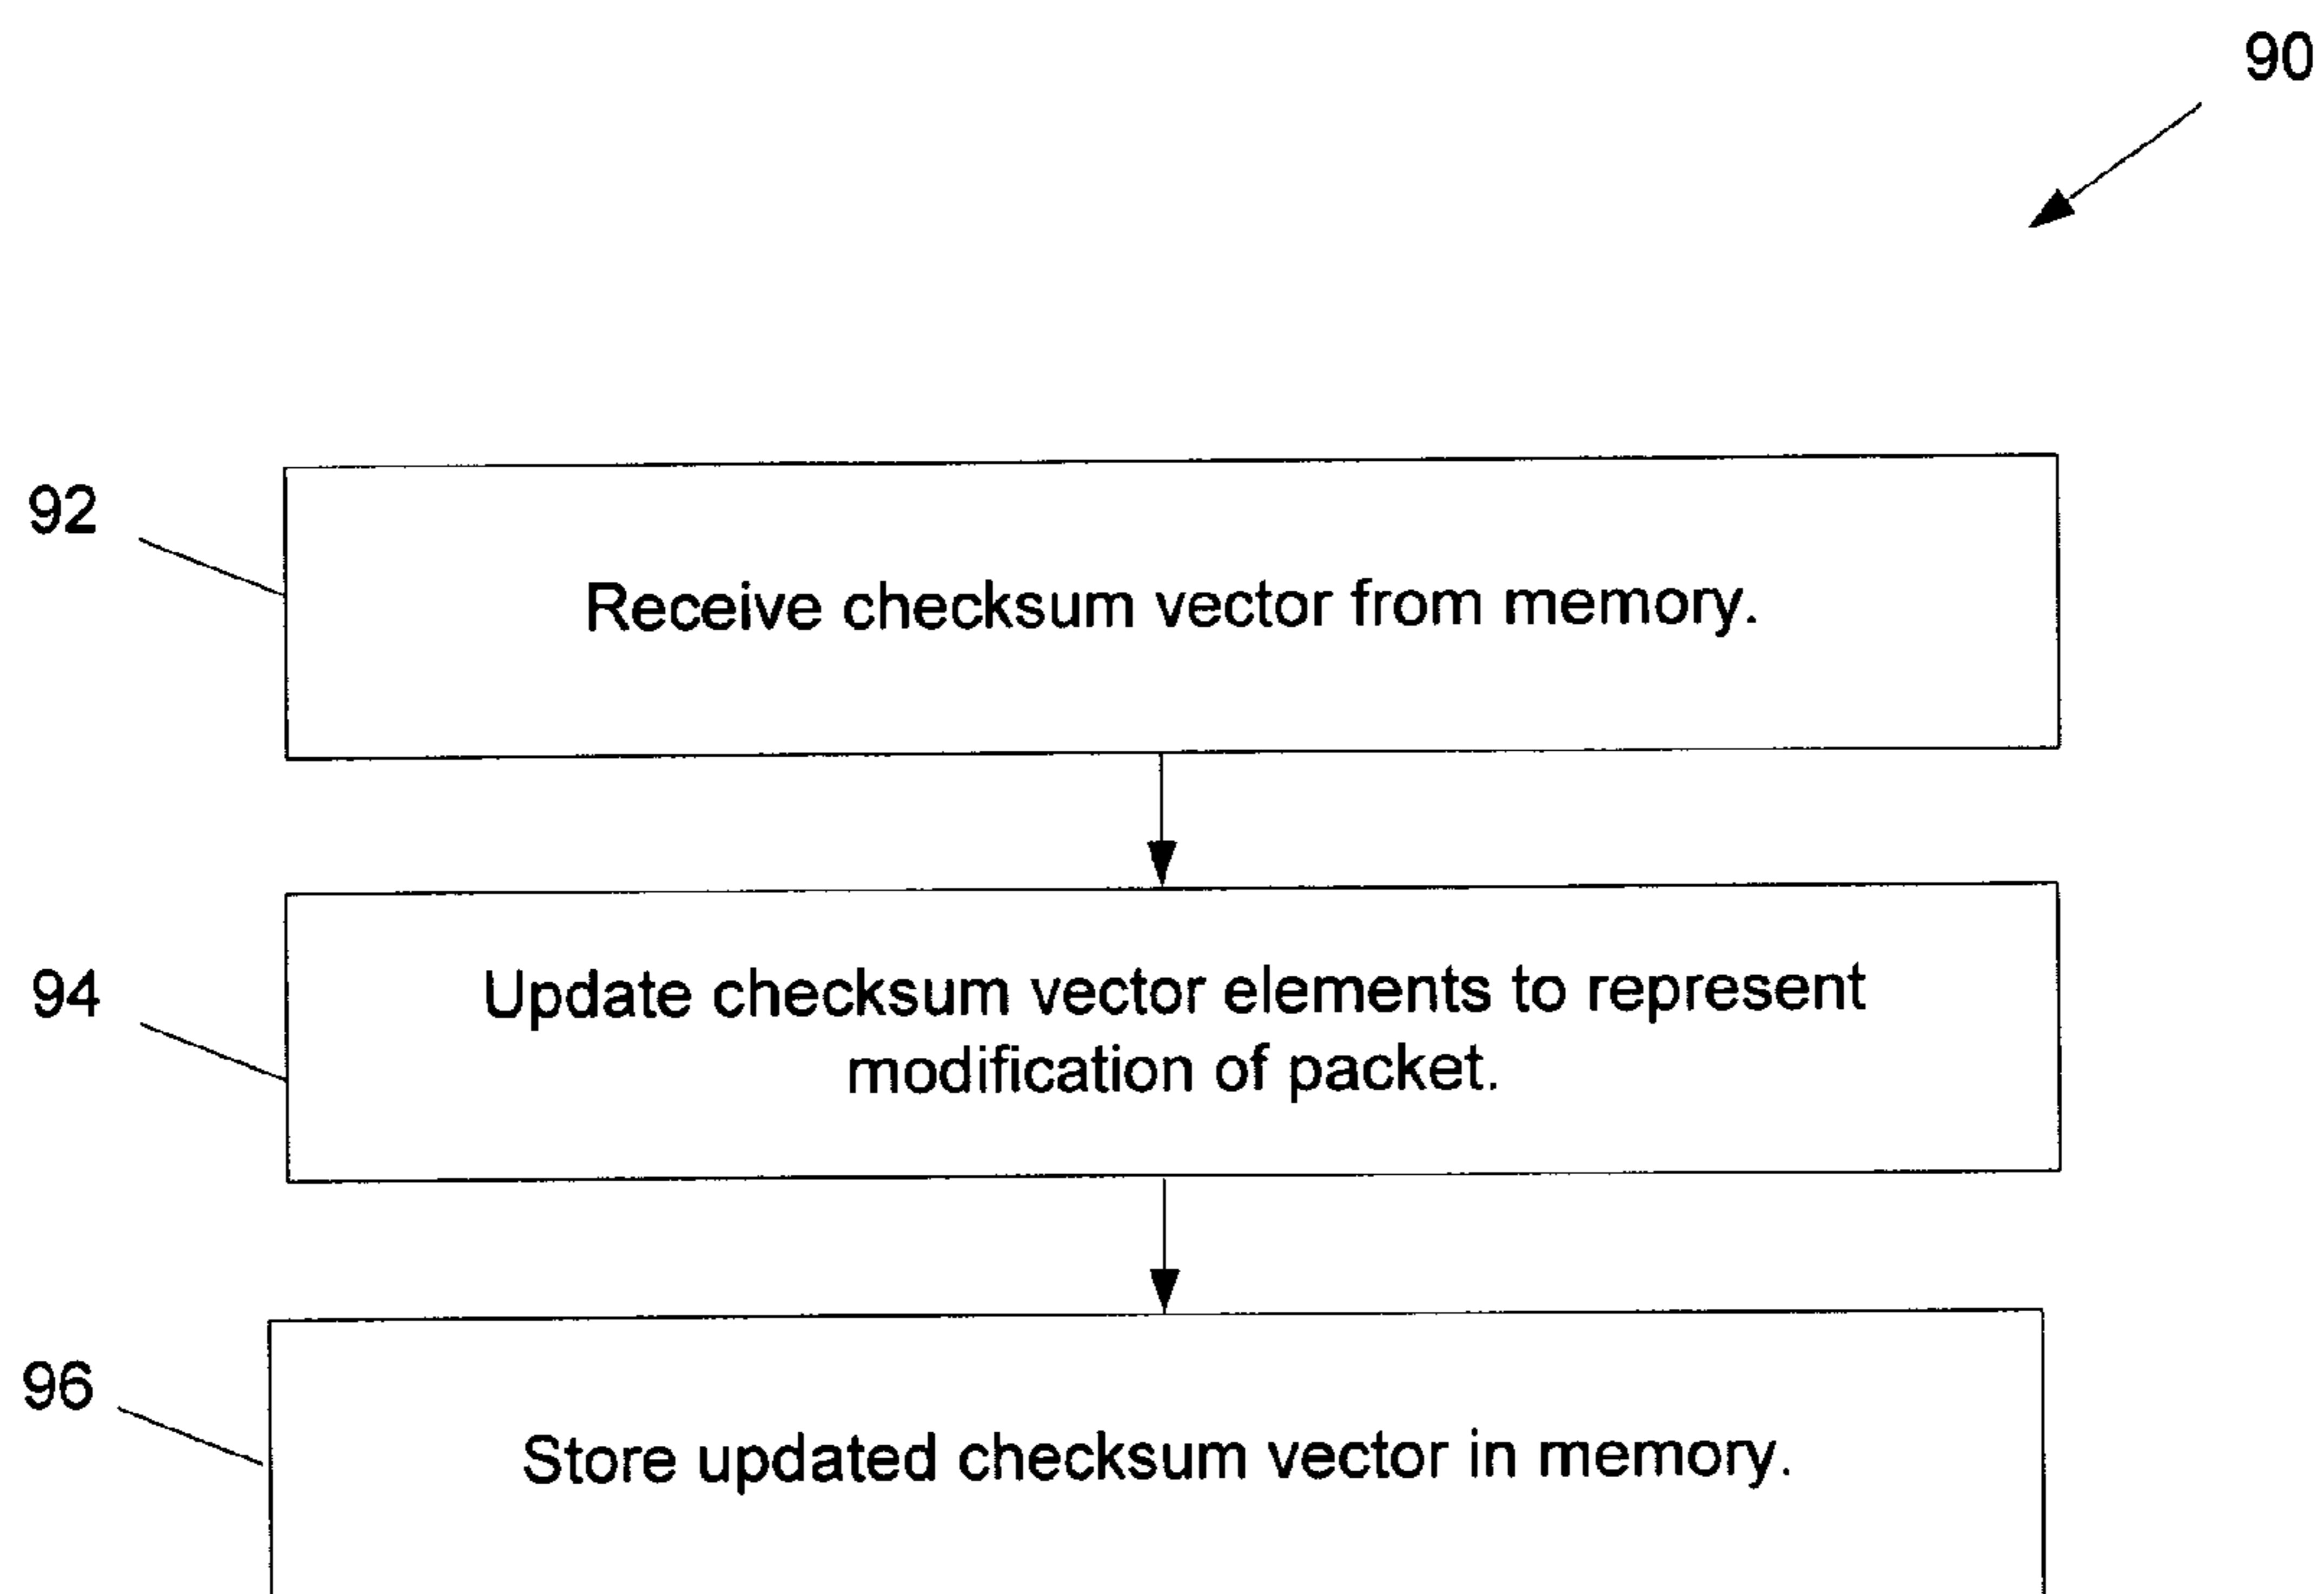 90
92
Receive checksum vector from memory.
94
Update checksum vector elements to represent
modification of packet.
96
Store updated checksum vector in memory.